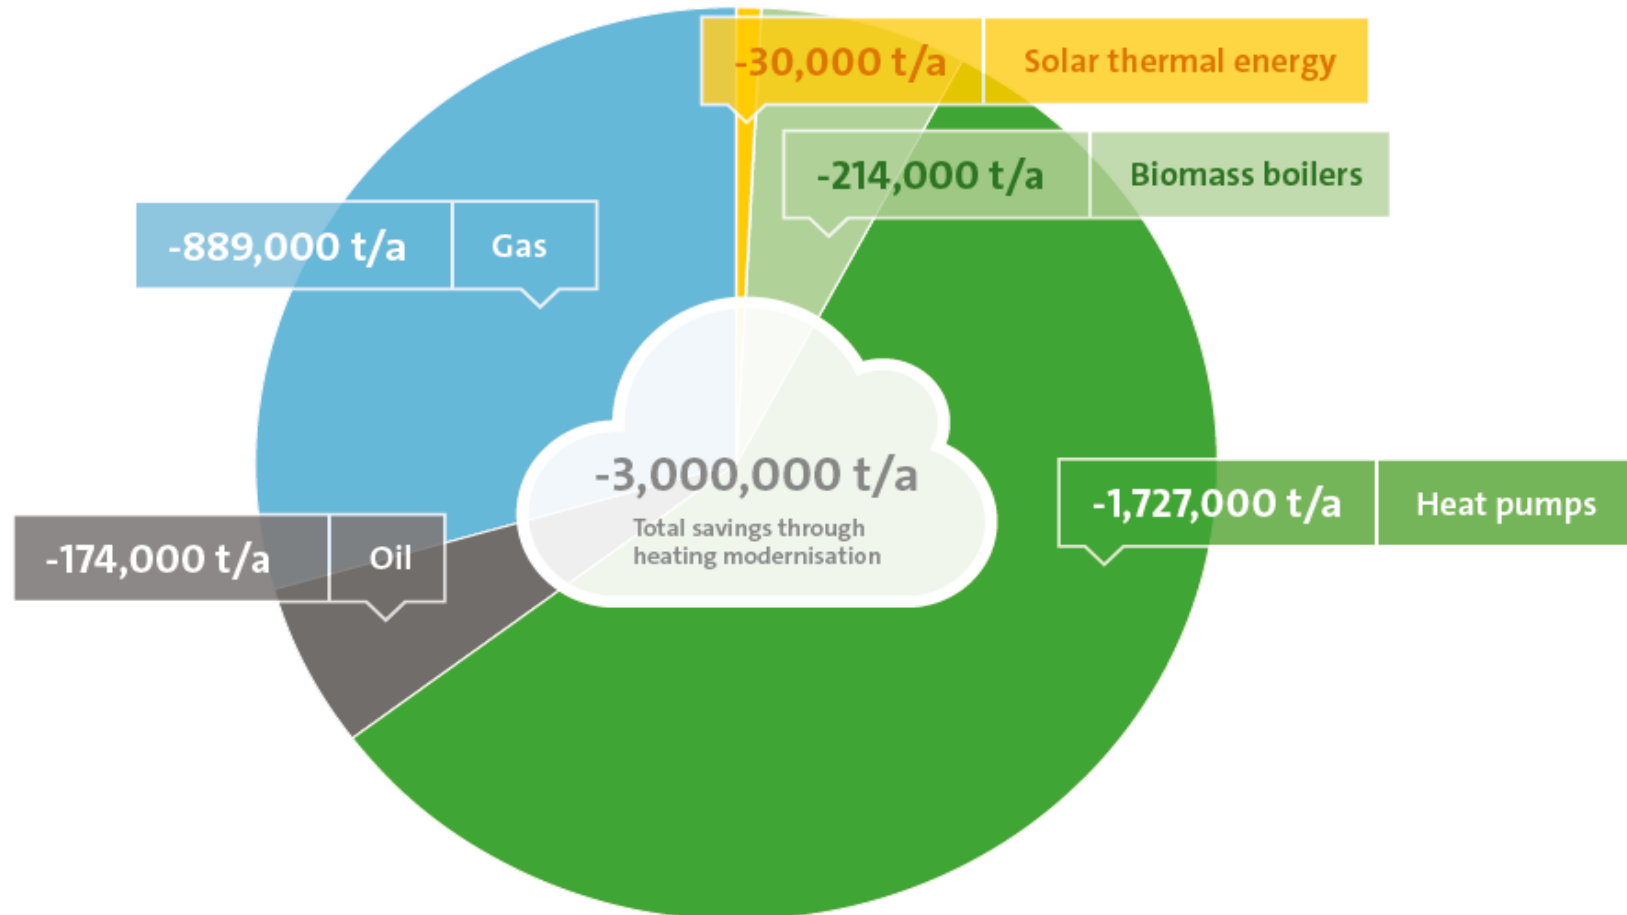 -30,000 t/a Solar thermal energy
-214,000 t/a Biomass boilers
-889,000 t/a Gas
-3,000,000 t/a
Total savings through
heating modernisation
-1,727,000 t/a Heat pumps
-174,000 t/a Oil